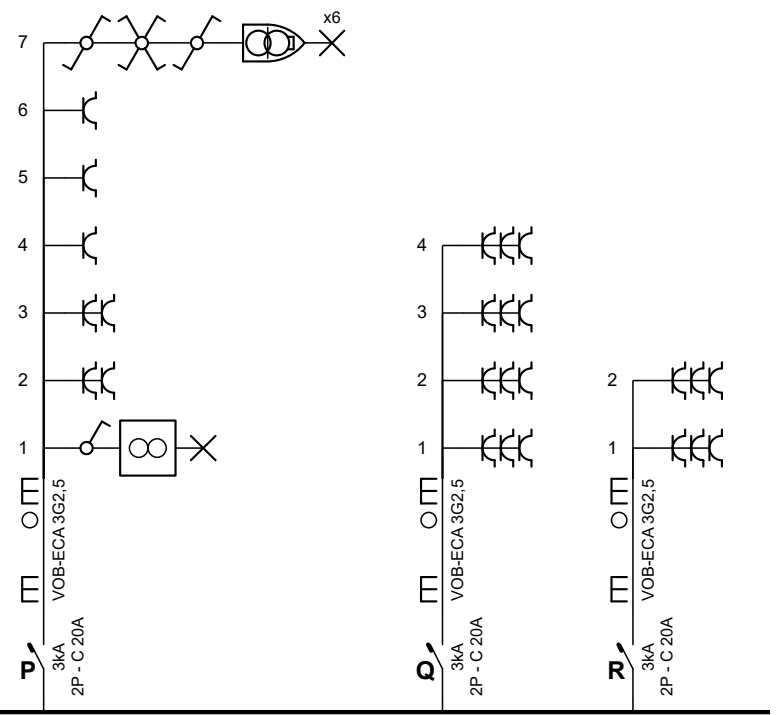 x6
7
6
5
4
3
2
1
VOB-ECA 3G2,5
P
3kA
2P - C 20A
4
3
2
1
VOB-ECA 3G2,5
Q
3kA
2P - C 20A
2
1
VOB-ECA 3G2,5
R
3kA
2P - C 20A